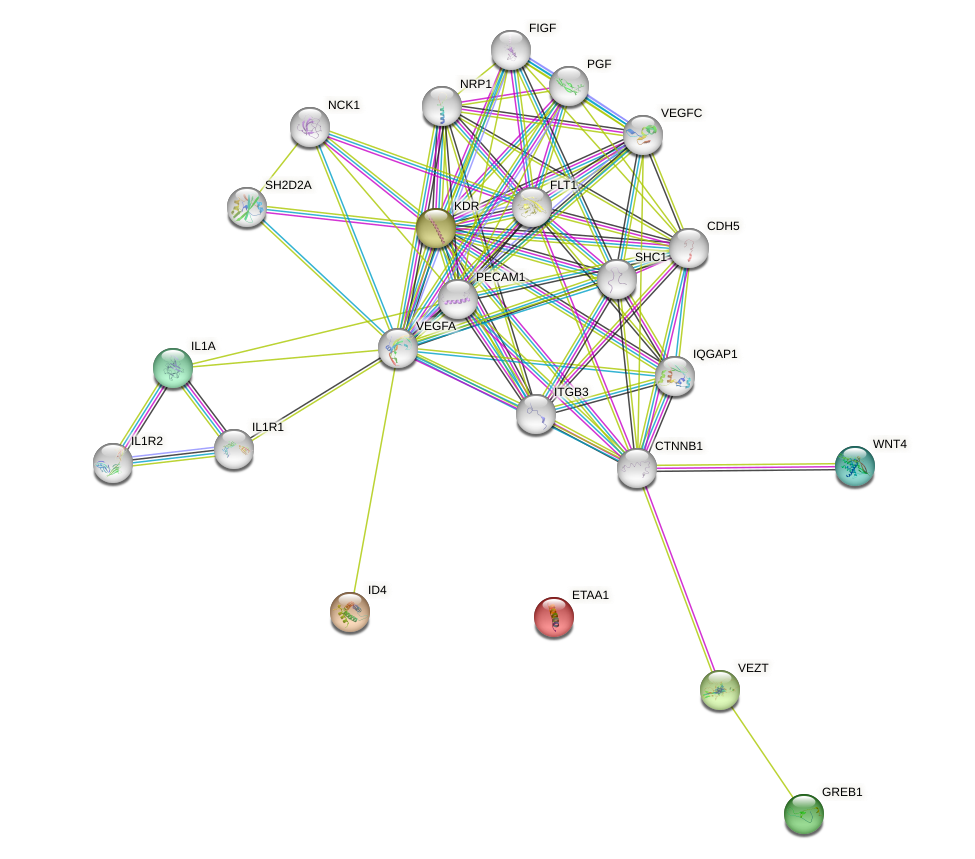 FIGF
PGF
NRP1
NCK1
VEGFC
SH2D2A
FLT1
KDR
CDH5
SHC1
PECAM1
VEGFA
IL1A
IQGAP1
ITGB3
IL1R1
IL1R2
CTNNB1
WNT4
ID4
ETAA1
VEZT
GREB1